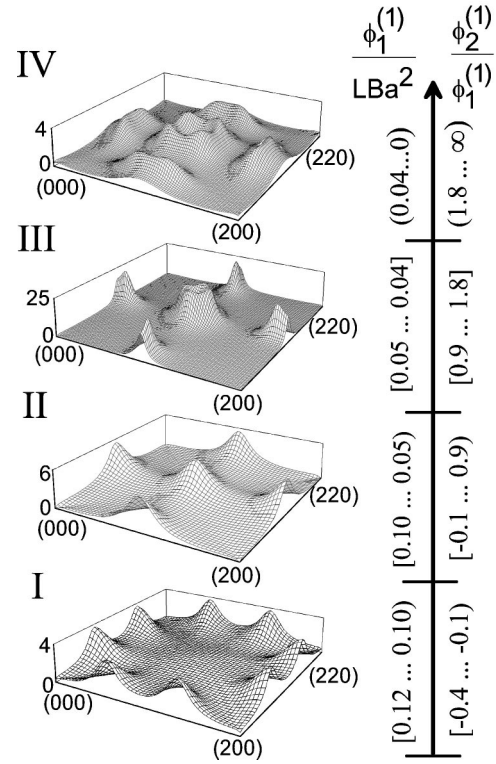 φ₁⁽¹⁾ φ₂⁽¹⁾
LBa² φ₁⁽¹⁾
IV
4
0
(000)
(220)
(200)
(0.04...0)
(1.8 ... ∞)
III
25
0
(000)
(220)
(200)
[0.05 ... 0.04]
[0.9 ... 1.8]
II
6
0
(000)
(220)
(200)
[0.10 ... 0.05)
[-0.1 ... 0.9)
I
4
0
(000)
(220)
(200)
[0.12 ... 0.10)
[-0.4 ... -0.1)